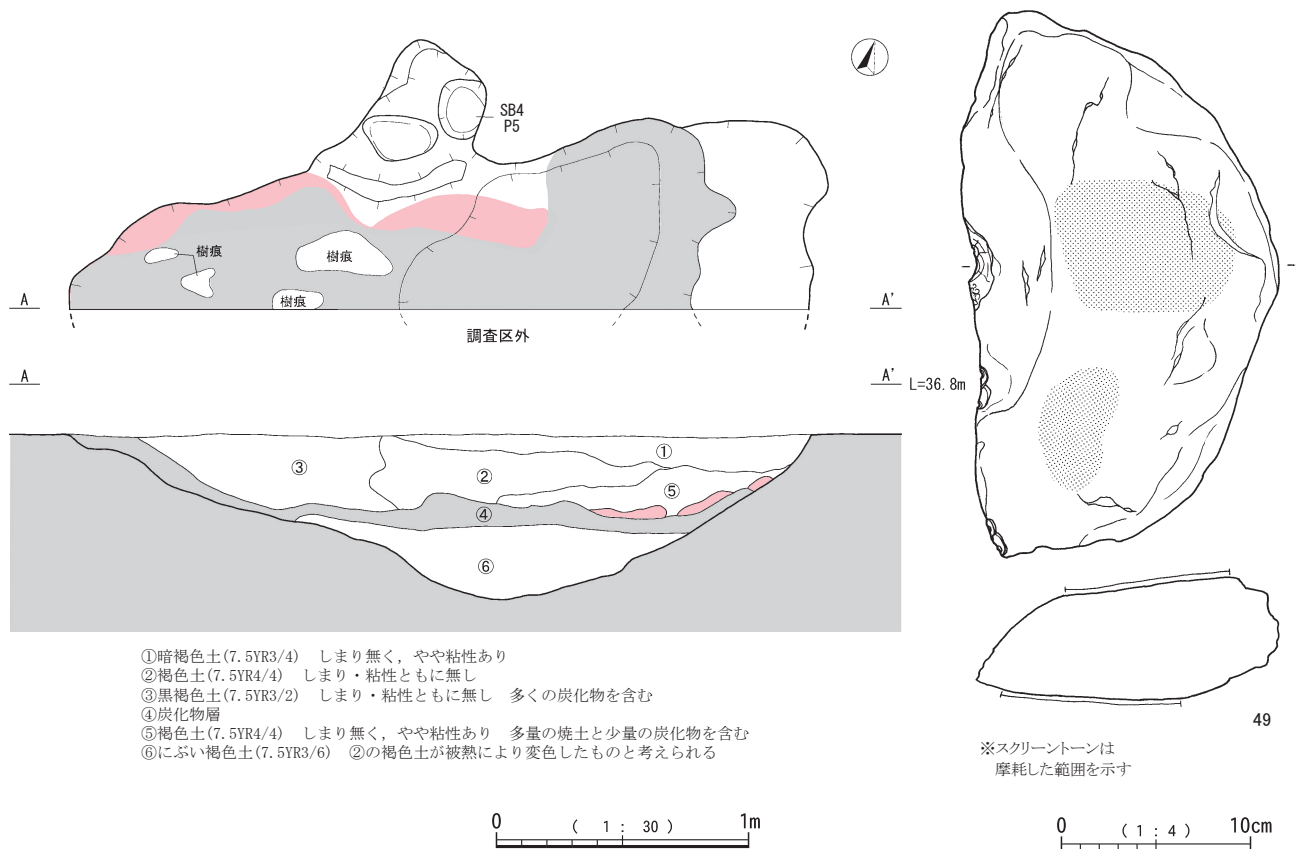 SB4
P5
樹痕
樹痕
樹痕
A
A'
調査区外
A
A'
L=36.8m
①
③
②
⑤
④
⑥
①暗褐色土(7.5YR3/4)　しまり無く，やや粘性あり
②褐色土(7.5YR4/4)　しまり・粘性ともに無し
③黒褐色土(7.5YR3/2)　しまり・粘性ともに無し　多くの炭化物を含む
④炭化物層
⑤褐色土(7.5YR4/4)　しまり無く，やや粘性あり　多量の焼土と少量の炭化物を含む
⑥にぶい褐色土(7.5YR3/6)　②の褐色土が被熱により変色したものと考えられる
0 ( 1 : 30 ) 1m
49
※スクリーントーンは
摩耗した範囲を示す
0 ( 1 : 4 ) 10cm